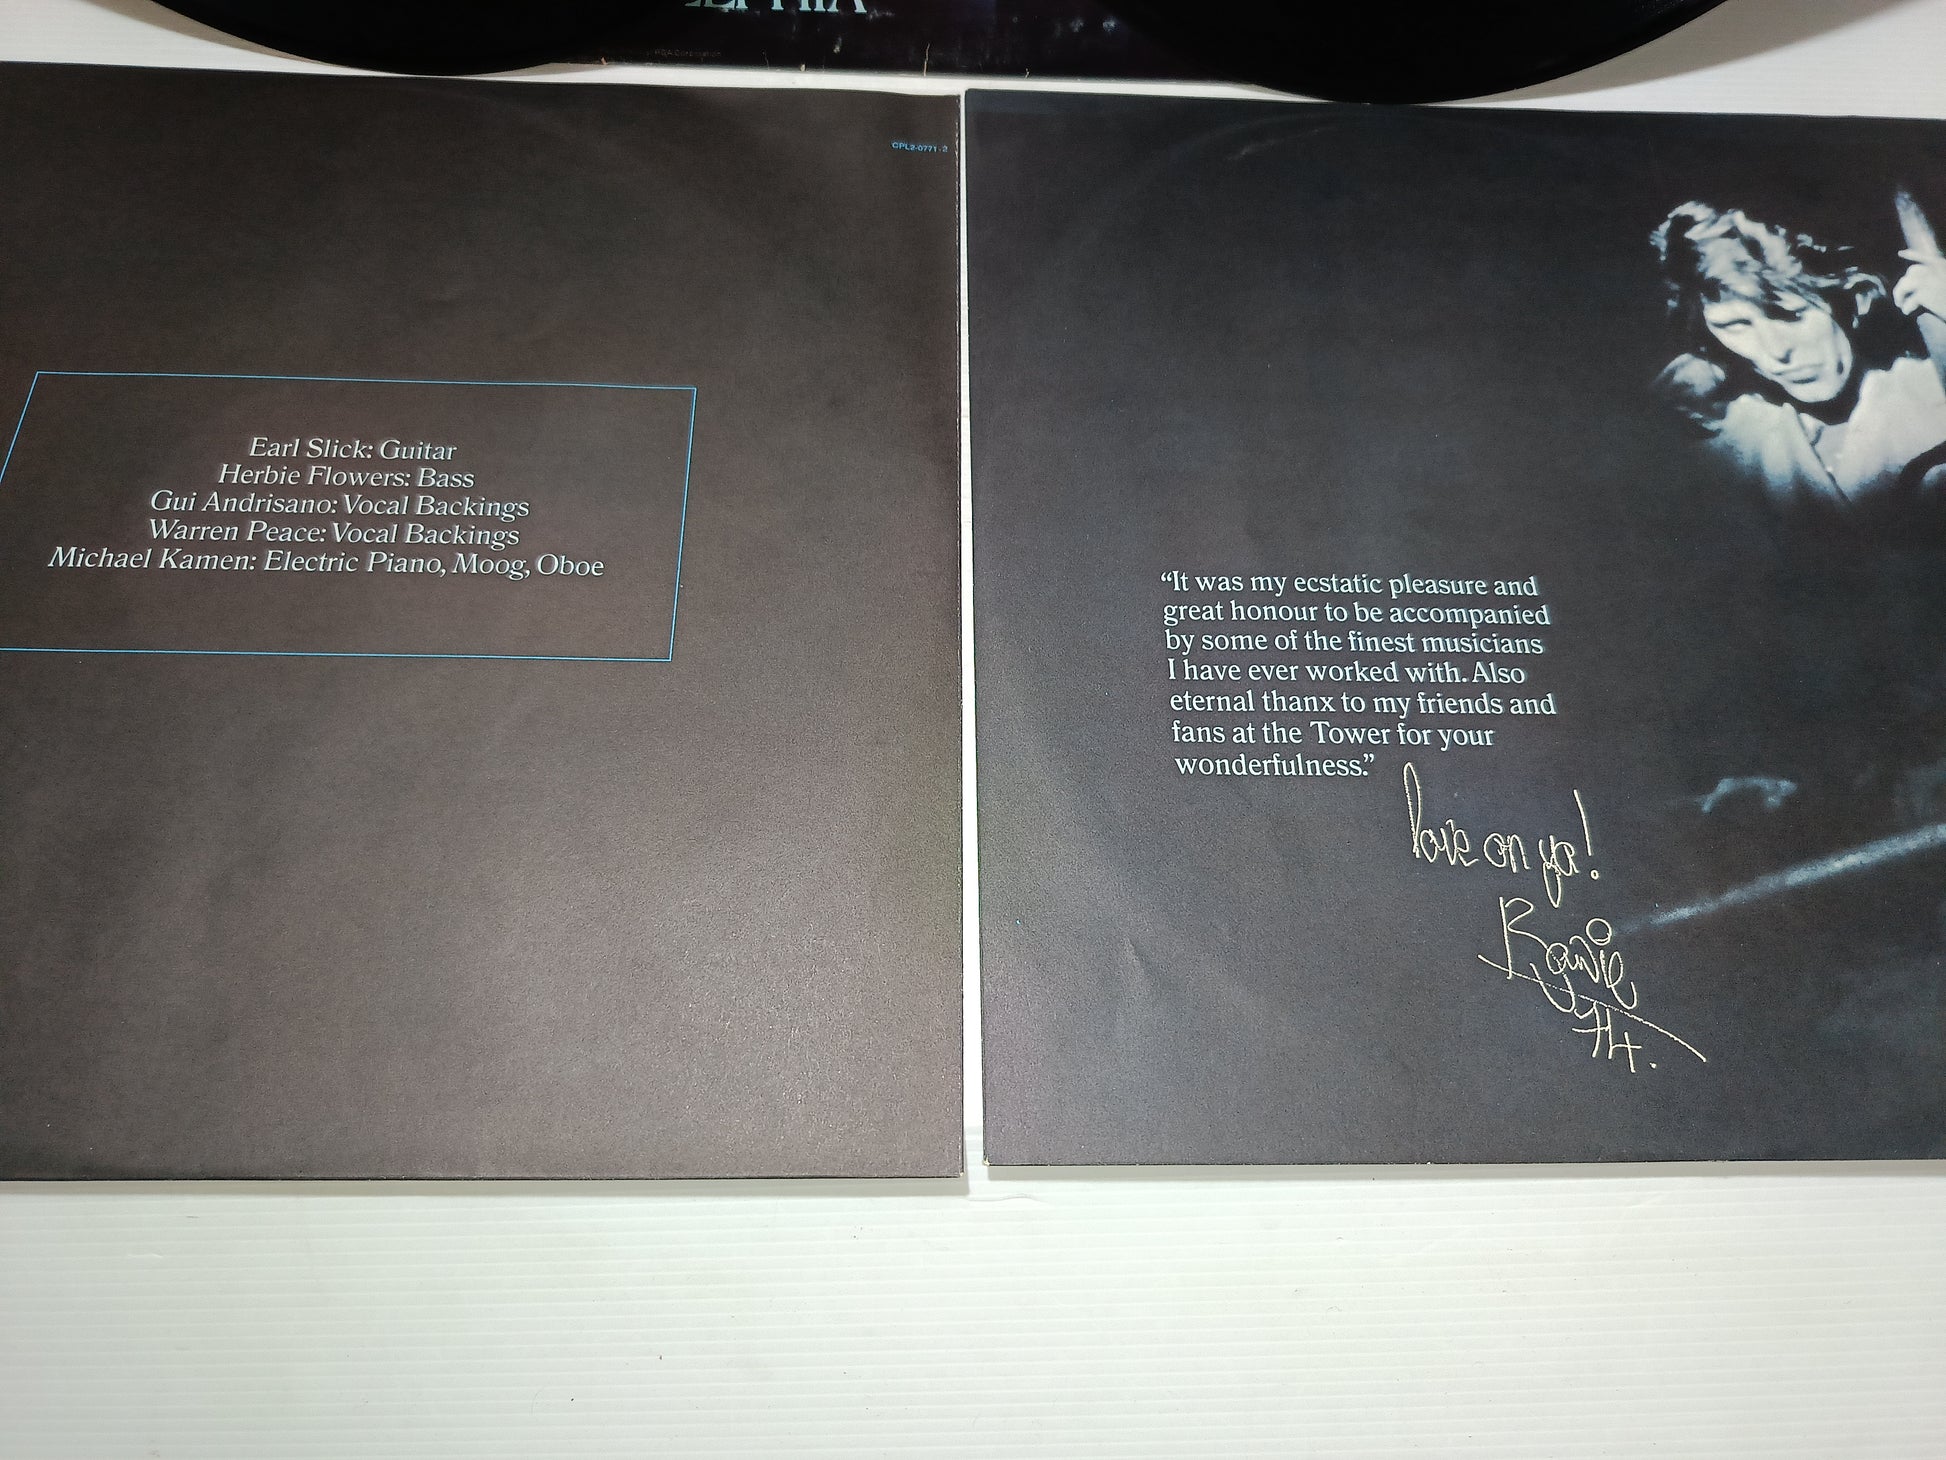 RCA Corporation
CPL2-0771-2
Earl Slick: Guitar
Herbie Flowers: Bass
Gui Andrisano: Vocal Backings
Warren Peace: Vocal Backings
Michael Kamen: Electric Piano, Moog, Oboe
“It was my ecstatic pleasure and
great honour to be accompanied
by some of the finest musicians
I have ever worked with. Also
eternal thanx to my friends and
fans at the Tower for your
wonderfulness.”
love on ya!
Bowie
74.